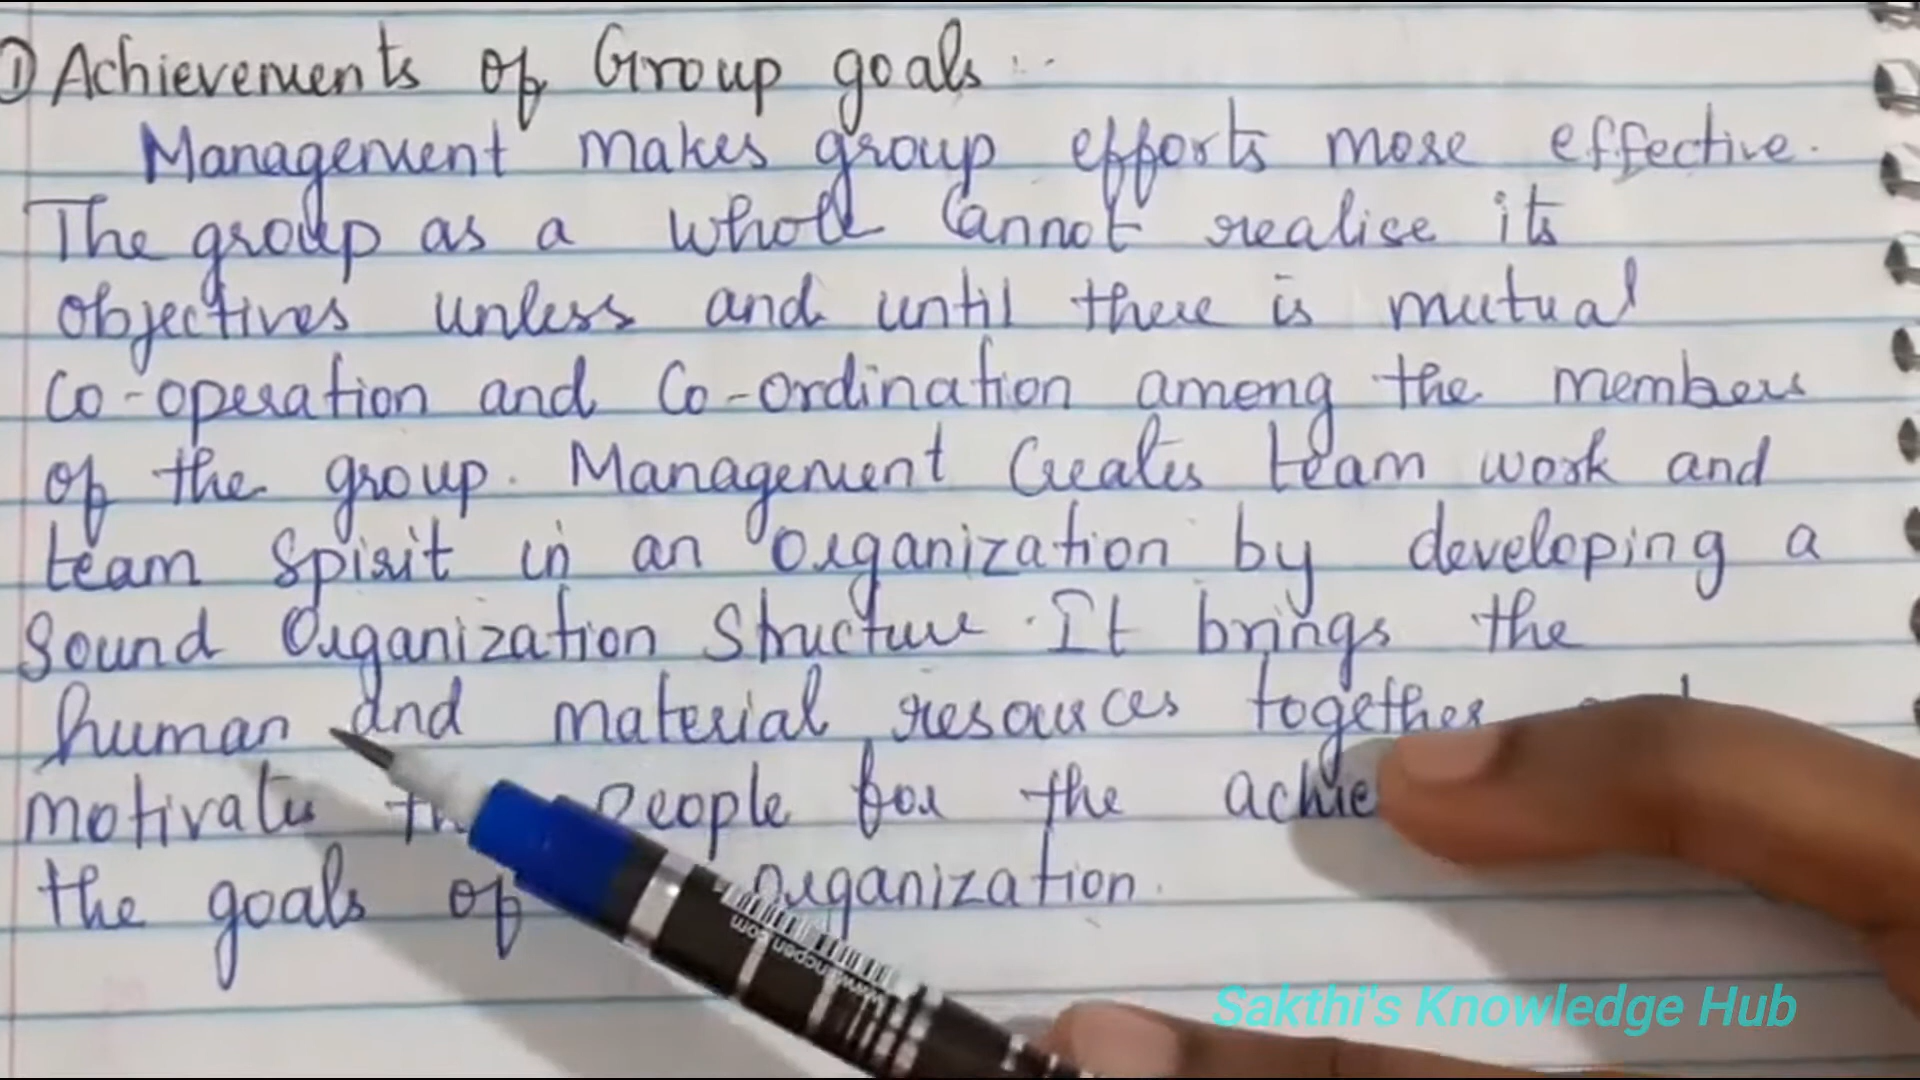 ① Achievements of Group goals :-
Management makes group efforts more effective.
The group as a whole Cannot realise its
objectives unless and until there is mutual
Co-operation and Co-ordination among the members
of the group. Management Creates team work and
team Spirit in an Organization by developing a
Sound Organization Structure. It brings the
human and material resources together
motivates people for the
the goals of Organization.
Sakthi's Knowledge Hub